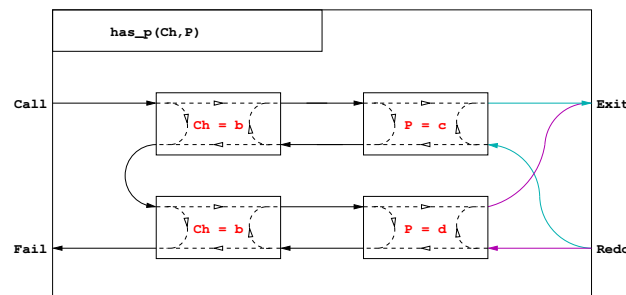 has_p(Ch,P)
Call
Ch = b
P = c
Exit
Fail
Ch = b
P = d
Redo